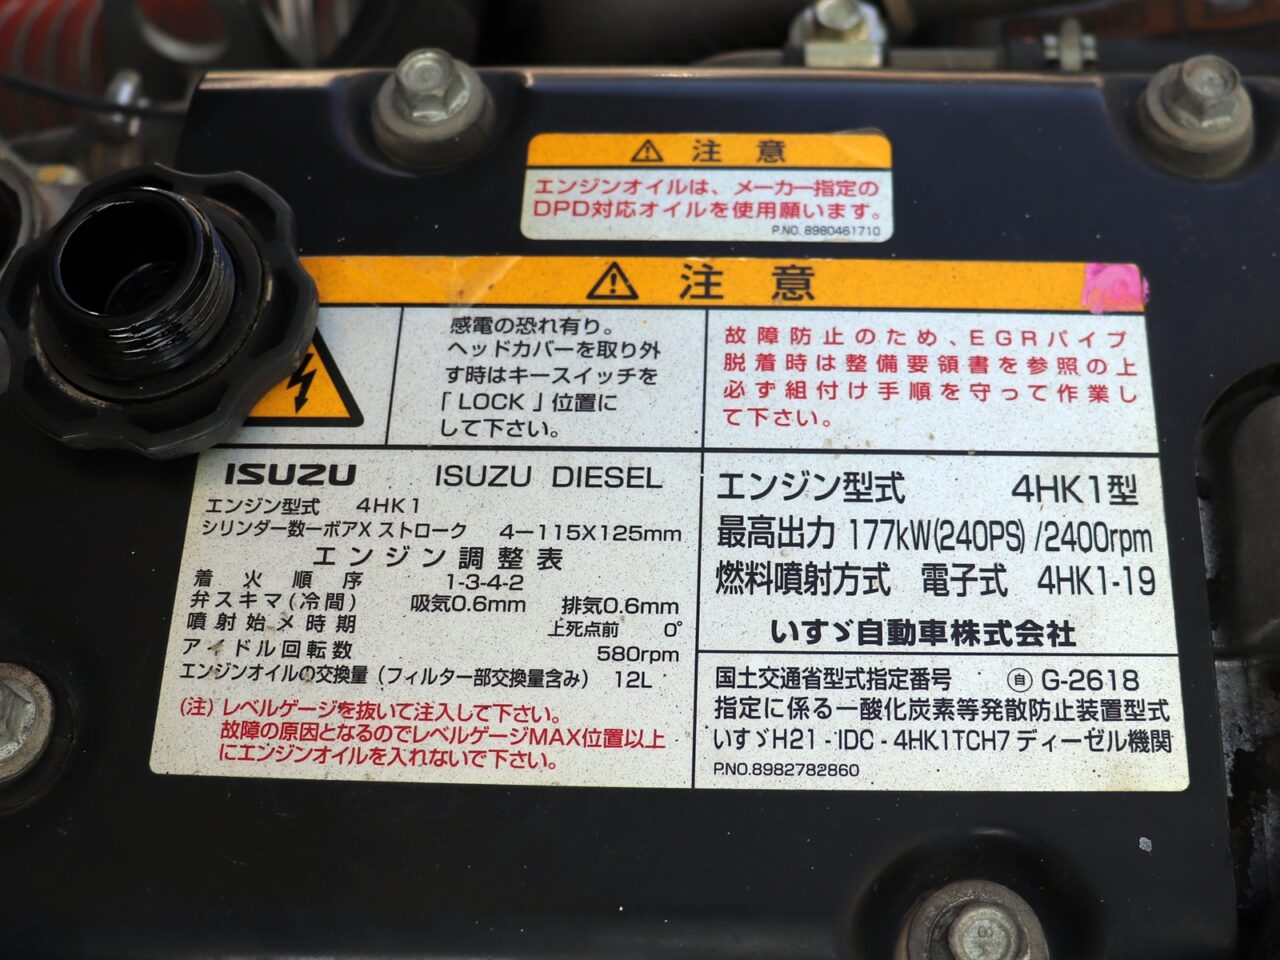 注意
エンジンオイルは、メーカー指定の
DPD対応オイルを使用願います。
P.NO. 8980461710
注意
感電の恐れ有り。
ヘッドカバーを取り外
す時はキースイッチを
「LOCK」位置に
して下さい。
故障防止のため、EGRパイプ
脱着時は整備要領書を参照の上
必ず組付け手順を守って作業し
て下さい。
ISUZU ISUZU DIESEL
エンジン型式 4HK1
シリンダー数ーボアX ストローク 4ー115X125mm
エンジン調整表
着火順序 1-3-4-2
弁スキマ(冷間) 吸気0.6mm 排気0.6mm
噴射始メ時期 上死点前 0°
アイドル回転数 580rpm
エンジンオイルの交換量(フィルター部交換量含み) 12L
(注)レベルゲージを抜いて注入して下さい。
故障の原因となるのでレベルゲージMAX位置以上
にエンジンオイルを入れないで下さい。
エンジン型式 4HK1型
最高出力 177kW(240PS)/2400rpm
燃料噴射方式 電子式 4HK1-19
いすゞ自動車株式会社
国土交通省型式指定番号 ㊀自 G-2618
指定に係る一酸化炭素等発散防止装置型式
いすゞH21-IDC-4HK1TCH7 ディーゼル機関
P.NO.8982782860